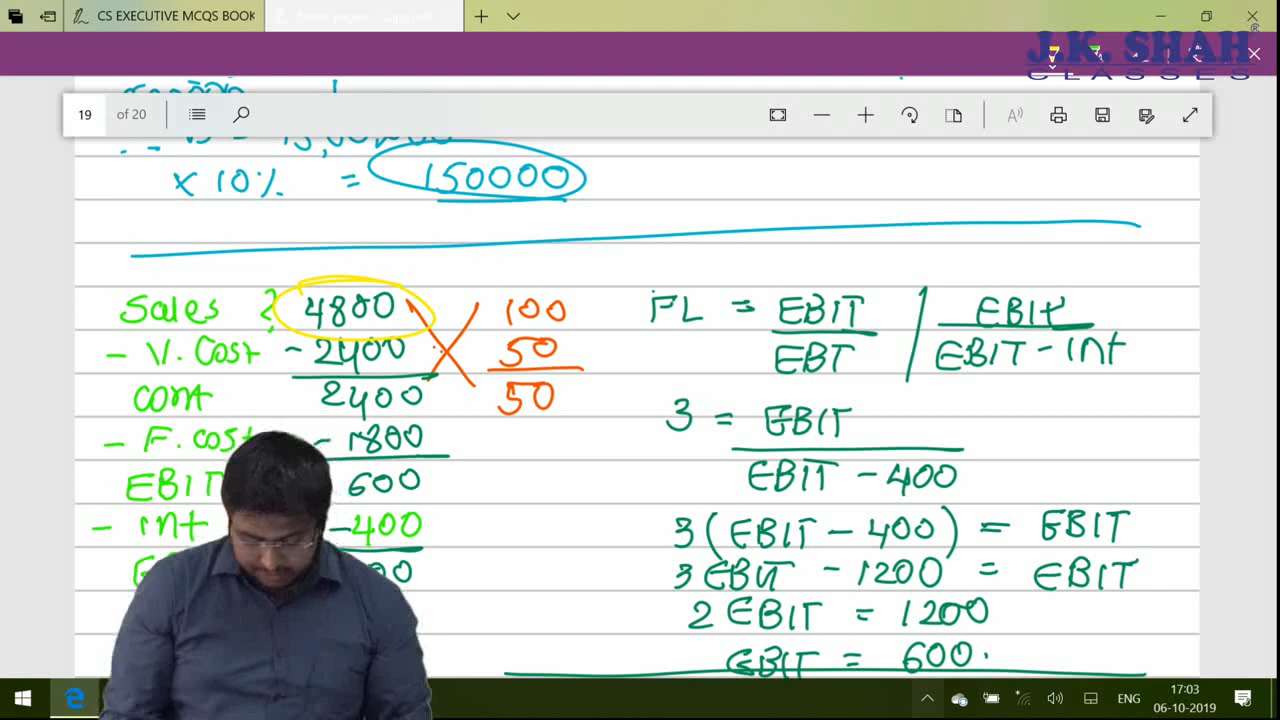 CS EXECUTIVE MCQS BOOK
J.K. SHAH®
CLASSES
19 of 20
× 10% = 150000
Sales ? 4800 100
- V. Cost - 2400 50
Cont 2400 50
- F. Cost - 1800
EBIT 600
- Int - 400
FL = EBIT / EBIT
EBT EBIT - Int
3 = EBIT
EBIT - 400
3 (EBIT - 400) = EBIT
3 EBIT - 1200 = EBIT
2 EBIT = 1200
EBIT = 600.
ENG
17:03
06-10-2019